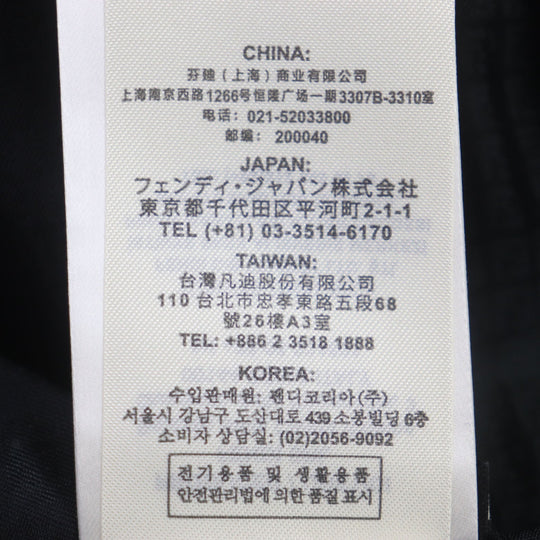 CHINA:
芬迪（上海）商业有限公司
上海南京西路1266号恒隆广场一期3307B-3310室
电话：021-52033800
邮编：200040
JAPAN:
フェンディ・ジャパン株式会社
東京都千代田区平河町2-1-1
TEL (+81) 03-3514-6170
TAIWAN:
台灣凡迪股份有限公司
110 台北市忠孝東路五段68
號26樓A3室
TEL: +886 2 3518 1888
KOREA:
수입판매원: 펜디코리아(주)
서울시 강남구 도산대로 439 소봉빌딩 6층
소비자 상담실: (02)2056-9092
전기용품 및 생활용품
안전관리법에 의한 품질 표시